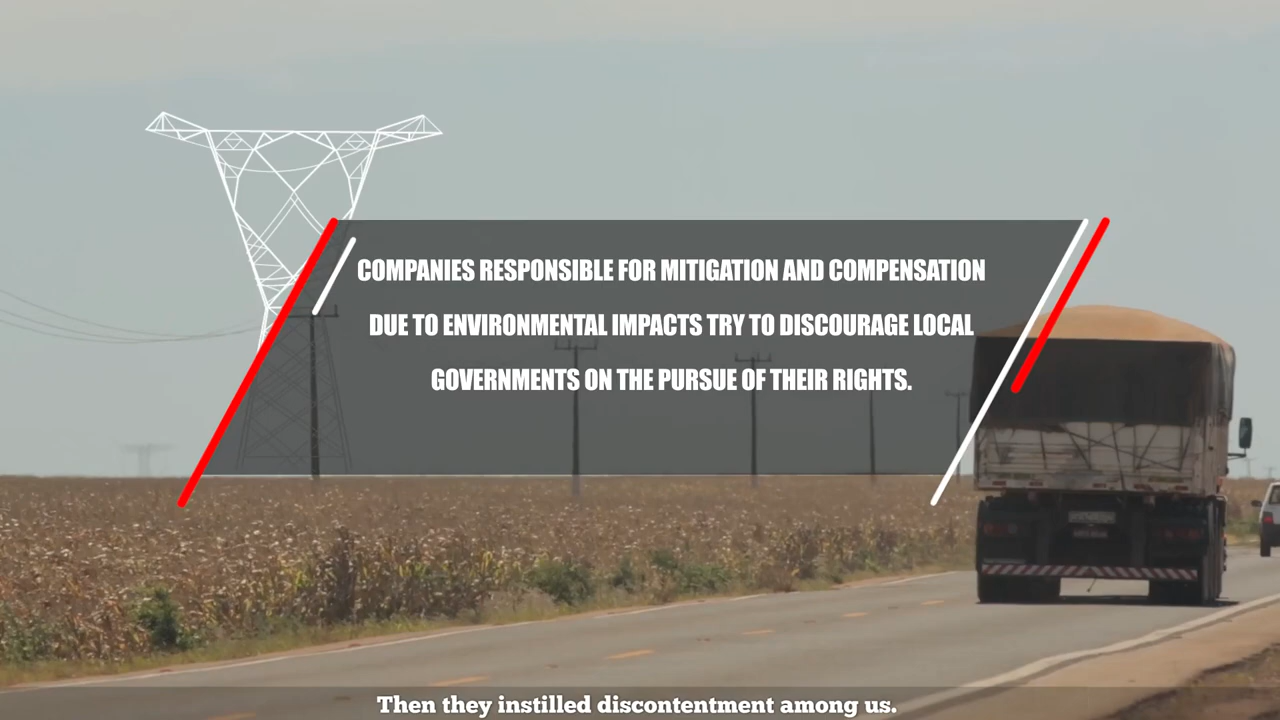 COMPANIES RESPONSIBLE FOR MITIGATION AND COMPENSATION
DUE TO ENVIRONMENTAL IMPACTS TRY TO DISCOURAGE LOCAL
GOVERNMENTS ON THE PURSUE OF THEIR RIGHTS.
Then they instilled discontentment among us.